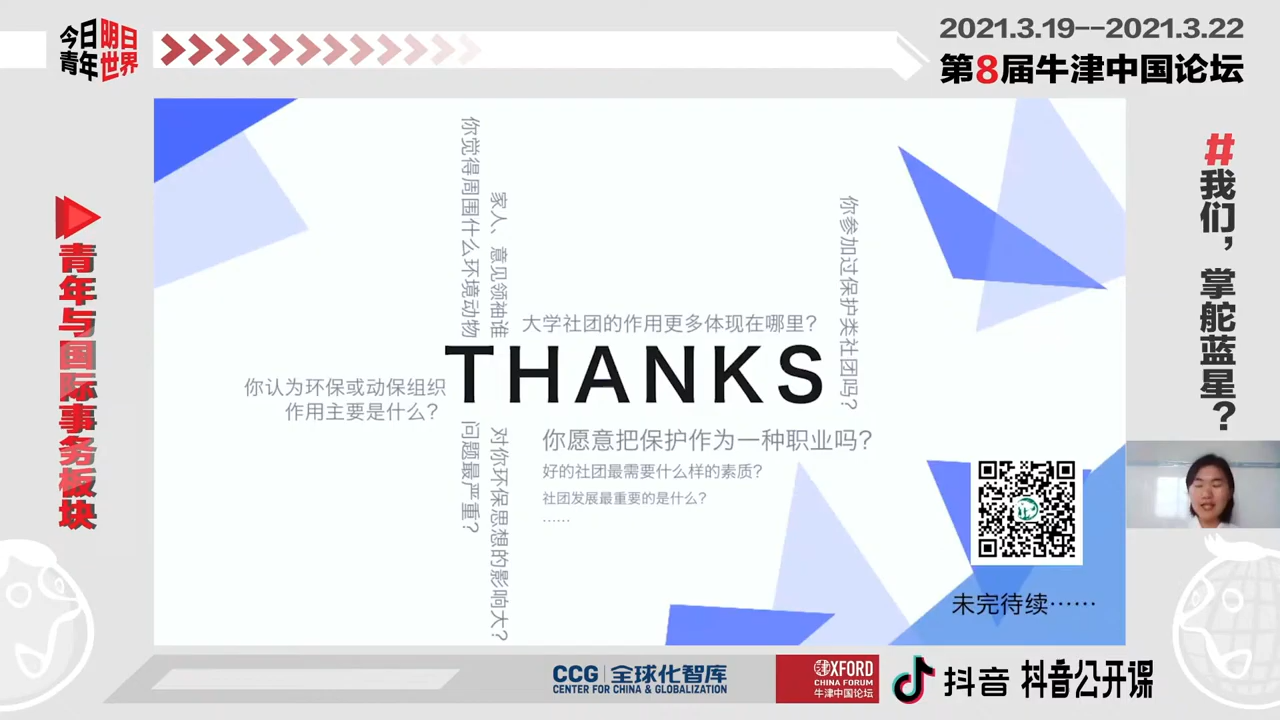 今日明日
青年世界
2021.3.19--2021.3.22
第8届牛津中国论坛
青年与国际事务板块
#我们，掌舵蓝星？
你觉得周围什么环境动物
问题最严重？
家人、意见领袖谁
对你环保思想的影响大？
你参加过保护类社团吗？
大学社团的作用更多体现在哪里？
THANKS
你认为环保或动保组织
作用主要是什么？
你愿意把保护作为一种职业吗？
好的社团最需要什么样的素质？
社团发展最重要的是什么？
……
未完待续……
CCG 全球化智库
CENTER FOR CHINA & GLOBALIZATION
OXFORD
CHINA FORUM
牛津中国论坛
抖音 抖音公开课